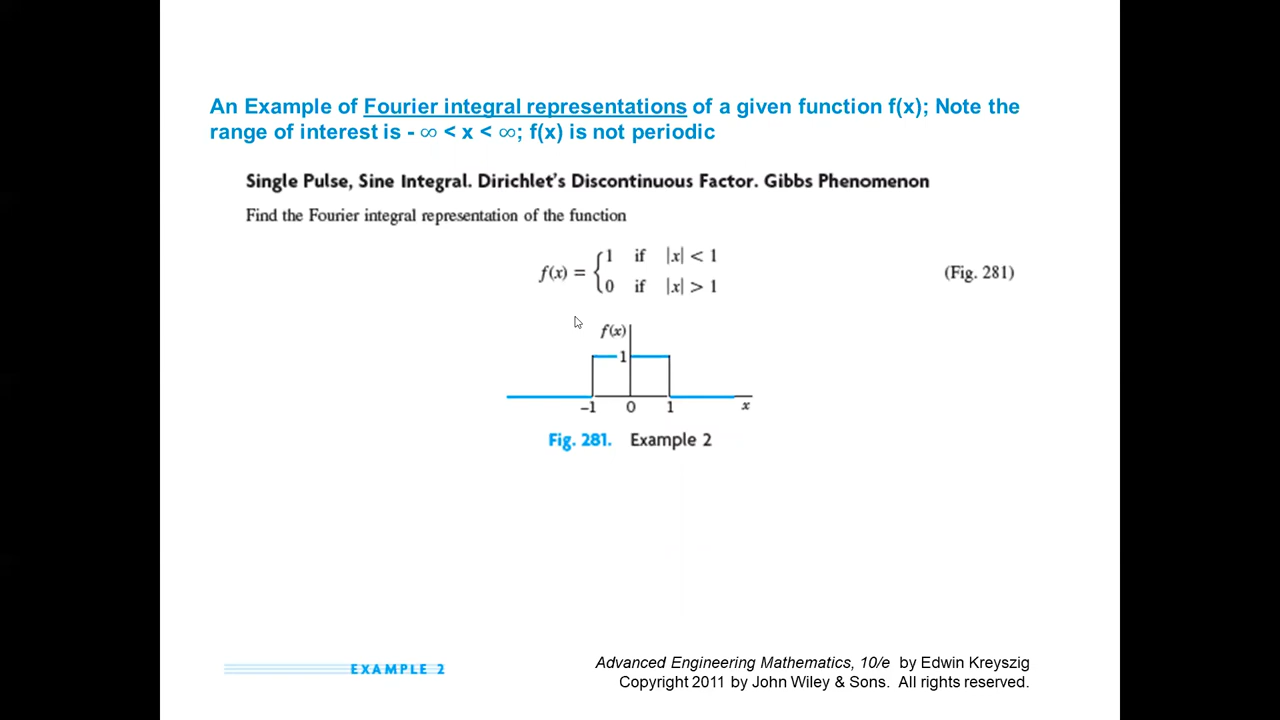 An Example of Fourier integral representations of a given function f(x); Note the
range of interest is - ∞ < x < ∞; f(x) is not periodic
Single Pulse, Sine Integral. Dirichlet's Discontinuous Factor. Gibbs Phenomenon
Find the Fourier integral representation of the function
f(x) = { 1 if |x| < 1
0 if |x| > 1
(Fig. 281)
f(x)
1
-1 0 1 x
Fig. 281. Example 2
EXAMPLE 2
Advanced Engineering Mathematics, 10/e by Edwin Kreyszig
Copyright 2011 by John Wiley & Sons. All rights reserved.